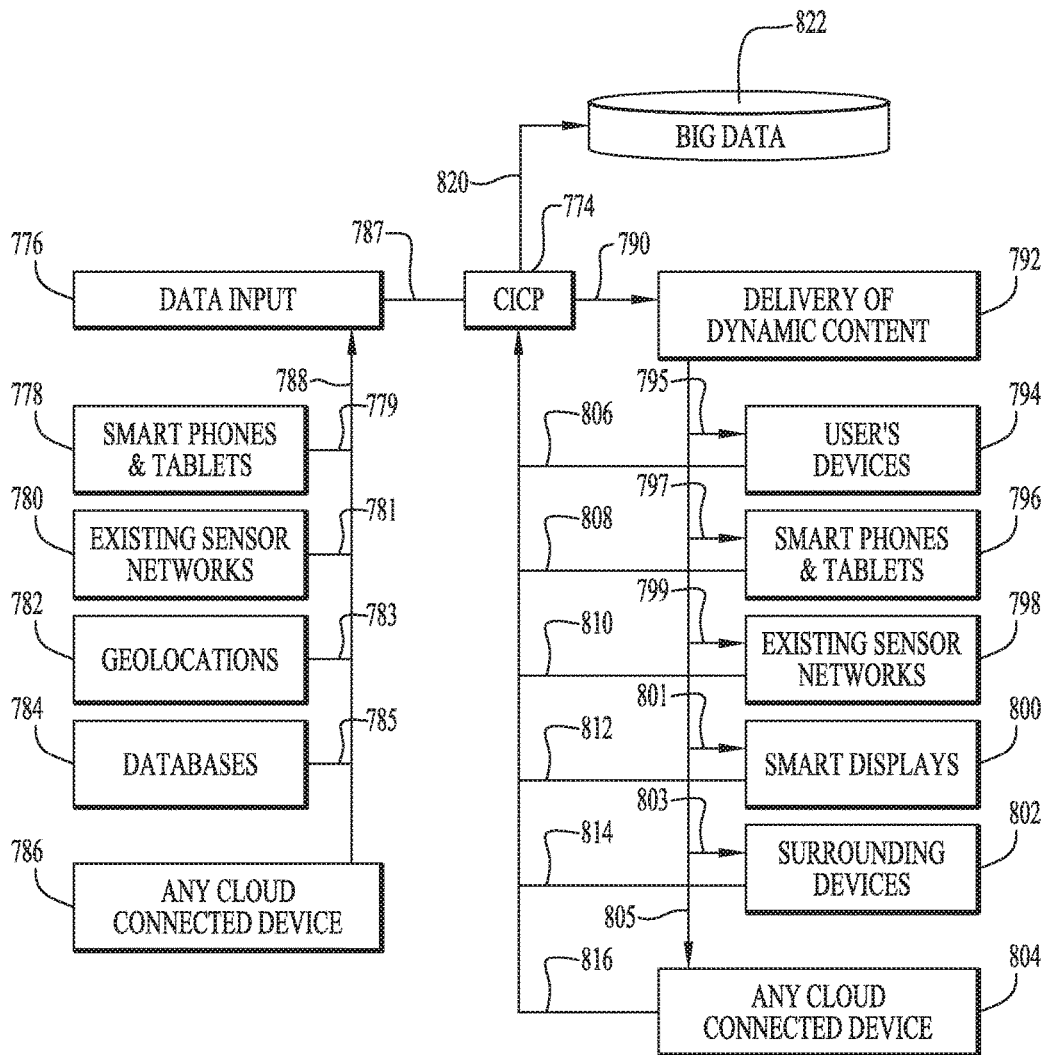 822
BIG DATA
820
774
776
787
790
792
DATA INPUT
CICP
DELIVERY OF
DYNAMIC CONTENT
788
795
778
779
806
794
SMART PHONES
& TABLETS
USER'S
DEVICES
780
781
808
797
796
EXISTING SENSOR
NETWORKS
SMART PHONES
& TABLETS
782
783
810
799
798
GEOLOCATIONS
EXISTING SENSOR
NETWORKS
784
785
812
801
800
DATABASES
SMART DISPLAYS
803
802
786
814
SURROUNDING
DEVICES
ANY CLOUD
CONNECTED DEVICE
805
816
804
ANY CLOUD
CONNECTED DEVICE